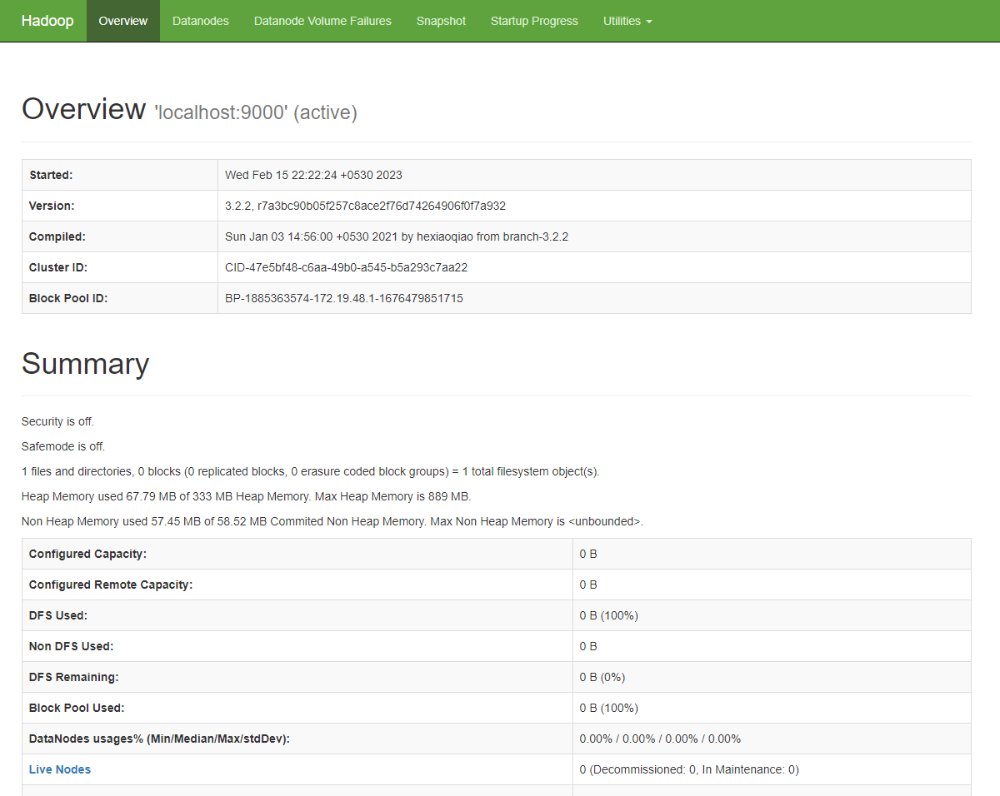 Hadoop Overview Datanodes Datanode Volume Failures Snapshot Startup Progress Utilities
Overview 'localhost:9000' (active)
Started: Wed Feb 15 22:22:24 +0530 2023
Version: 3.2.2, r7a3bc90b05f257c8ace2f76d74264906f0f7a932
Compiled: Sun Jan 03 14:56:00 +0530 2021 by hexiaoqiao from branch-3.2.2
Cluster ID: CID-47e5bf48-c6aa-49b0-a545-b5a293c7aa22
Block Pool ID: BP-1885363574-172.19.48.1-1676479851715
Summary
Security is off.
Safemode is off.
1 files and directories, 0 blocks (0 replicated blocks, 0 erasure coded block groups) = 1 total filesystem object(s).
Heap Memory used 67.79 MB of 333 MB Heap Memory. Max Heap Memory is 889 MB.
Non Heap Memory used 57.45 MB of 58.52 MB Commited Non Heap Memory. Max Non Heap Memory is <unbounded>.
Configured Capacity: 0 B
Configured Remote Capacity: 0 B
DFS Used: 0 B (100%)
Non DFS Used: 0 B
DFS Remaining: 0 B (0%)
Block Pool Used: 0 B (100%)
DataNodes usages% (Min/Median/Max/stdDev): 0.00% / 0.00% / 0.00% / 0.00%
Live Nodes 0 (Decommissioned: 0, In Maintenance: 0)